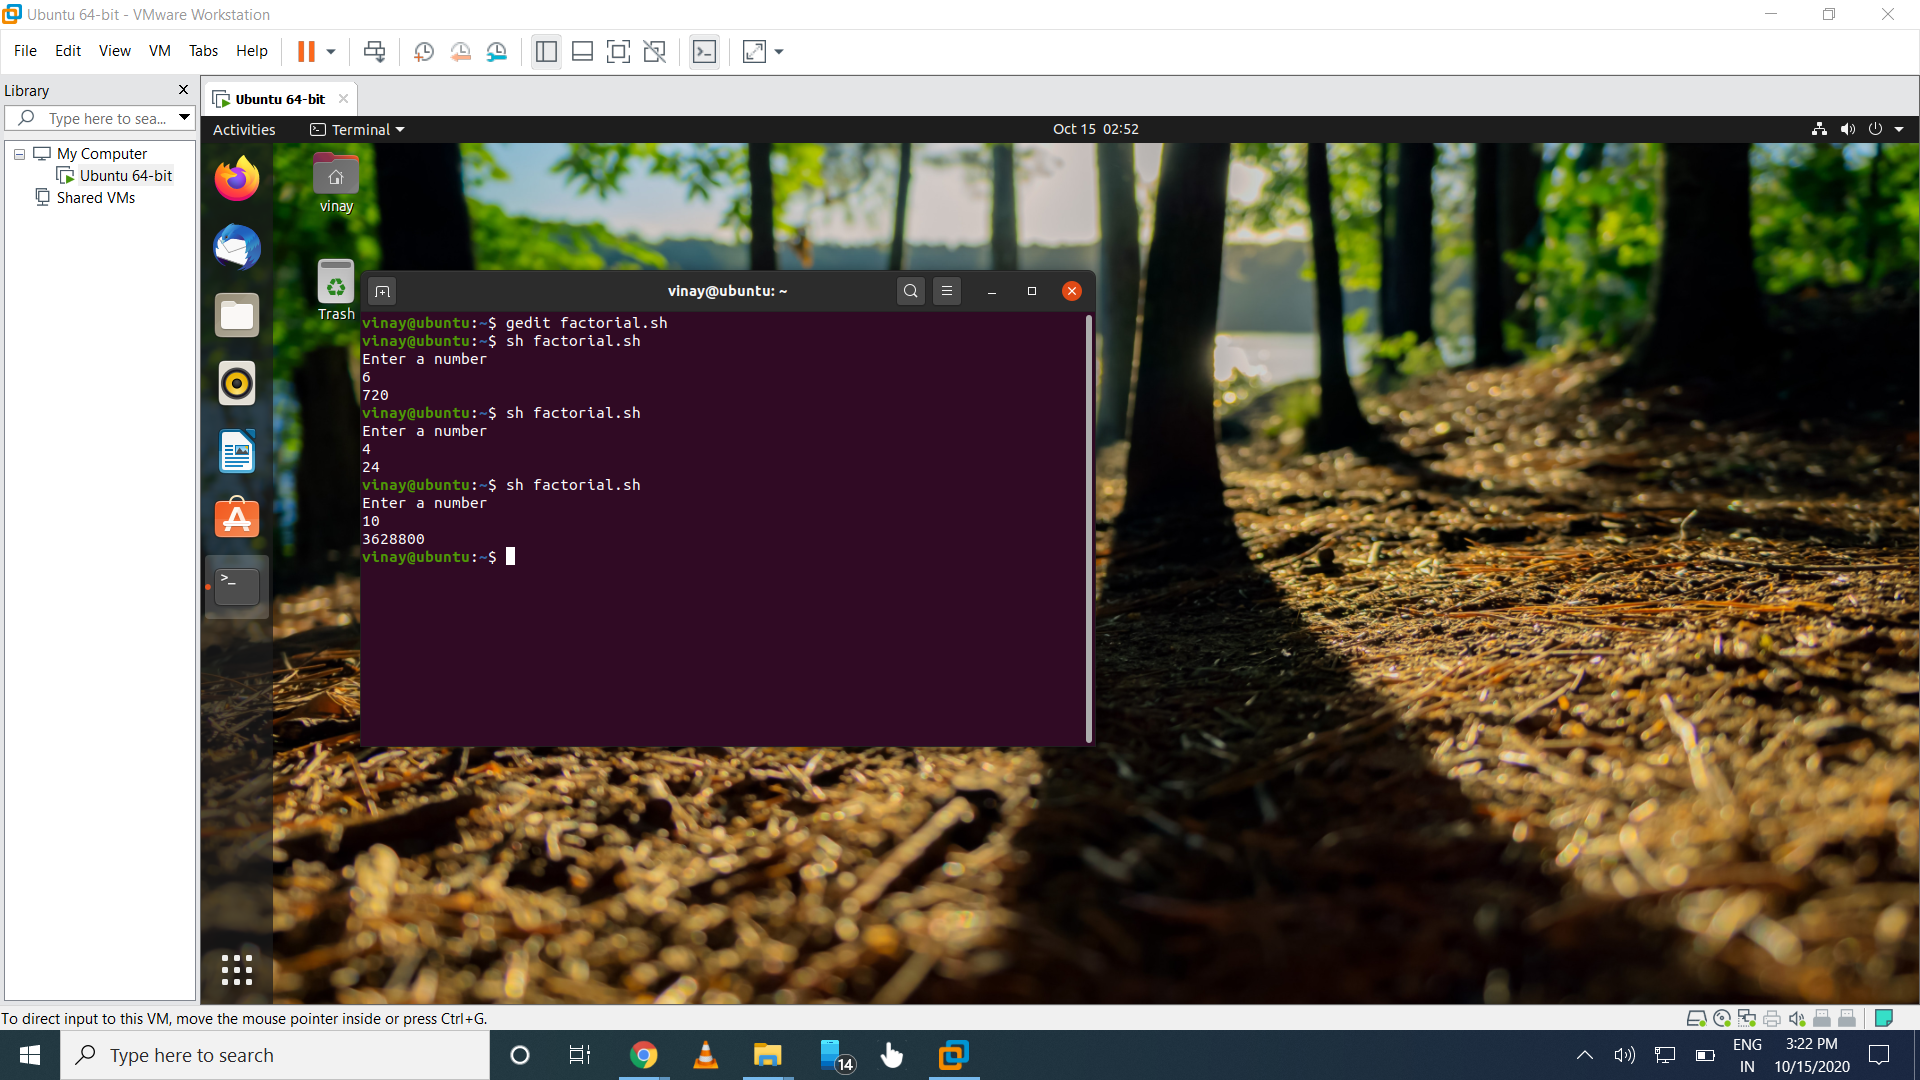 Ubuntu 64-bit - VMware Workstation
File Edit View VM Tabs Help
Library
Type here to sea...
My Computer
Ubuntu 64-bit
Shared VMs
Ubuntu 64-bit
Activities Terminal Oct 15 02:52
vinay
Trash
vinay@ubuntu: ~
vinay@ubuntu:~$ gedit factorial.sh
vinay@ubuntu:~$ sh factorial.sh
Enter a number
6
720
vinay@ubuntu:~$ sh factorial.sh
Enter a number
4
24
vinay@ubuntu:~$ sh factorial.sh
Enter a number
10
3628800
vinay@ubuntu:~$
To direct input to this VM, move the mouse pointer inside or press Ctrl+G.
Type here to search
14
ENG
IN
3:22 PM
10/15/2020